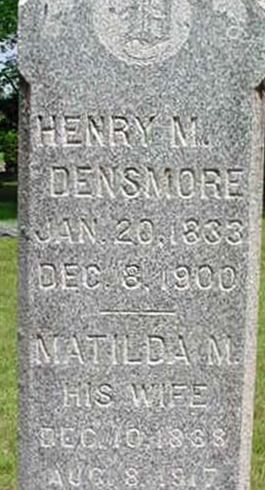 HENRY M.
DENSMORE
JAN. 20, 1833
DEC. 8, 1900
MATILDA M.
HIS WIFE
DEC. 10, 1838
AUG. 8, 1917